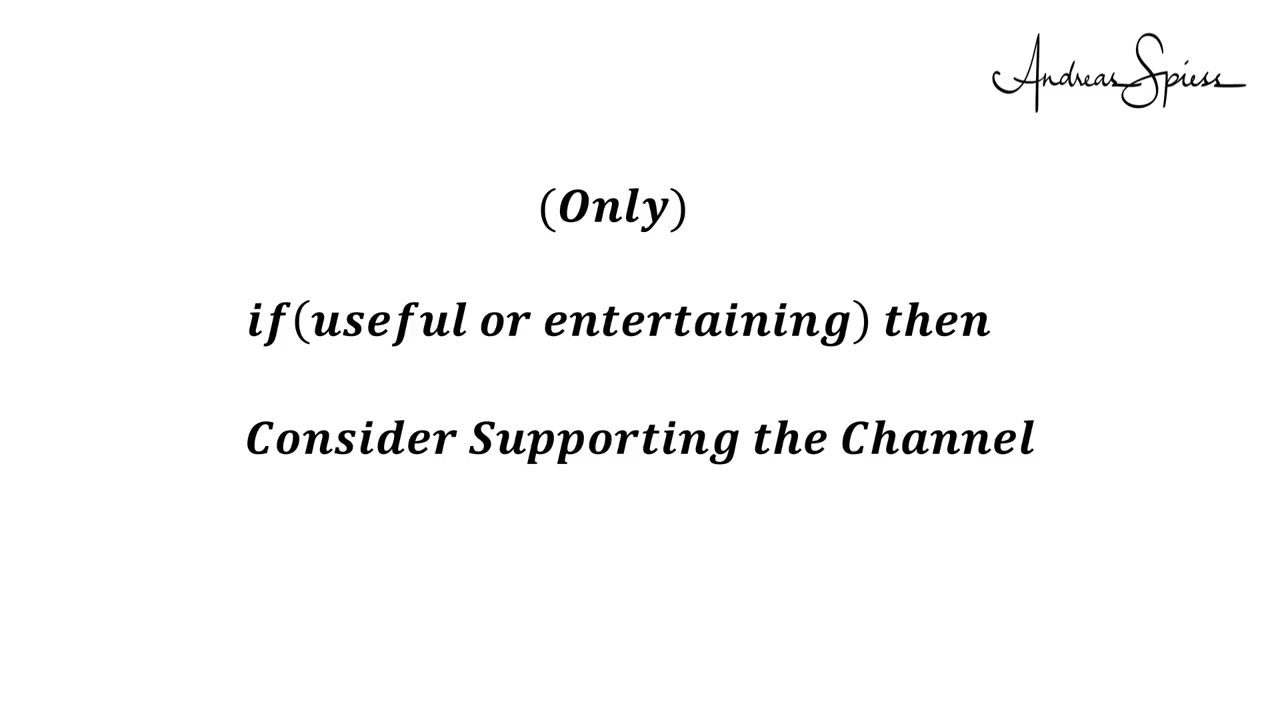 Andreas Spiess
(Only)
if(useful or entertaining) then
Consider Supporting the Channel